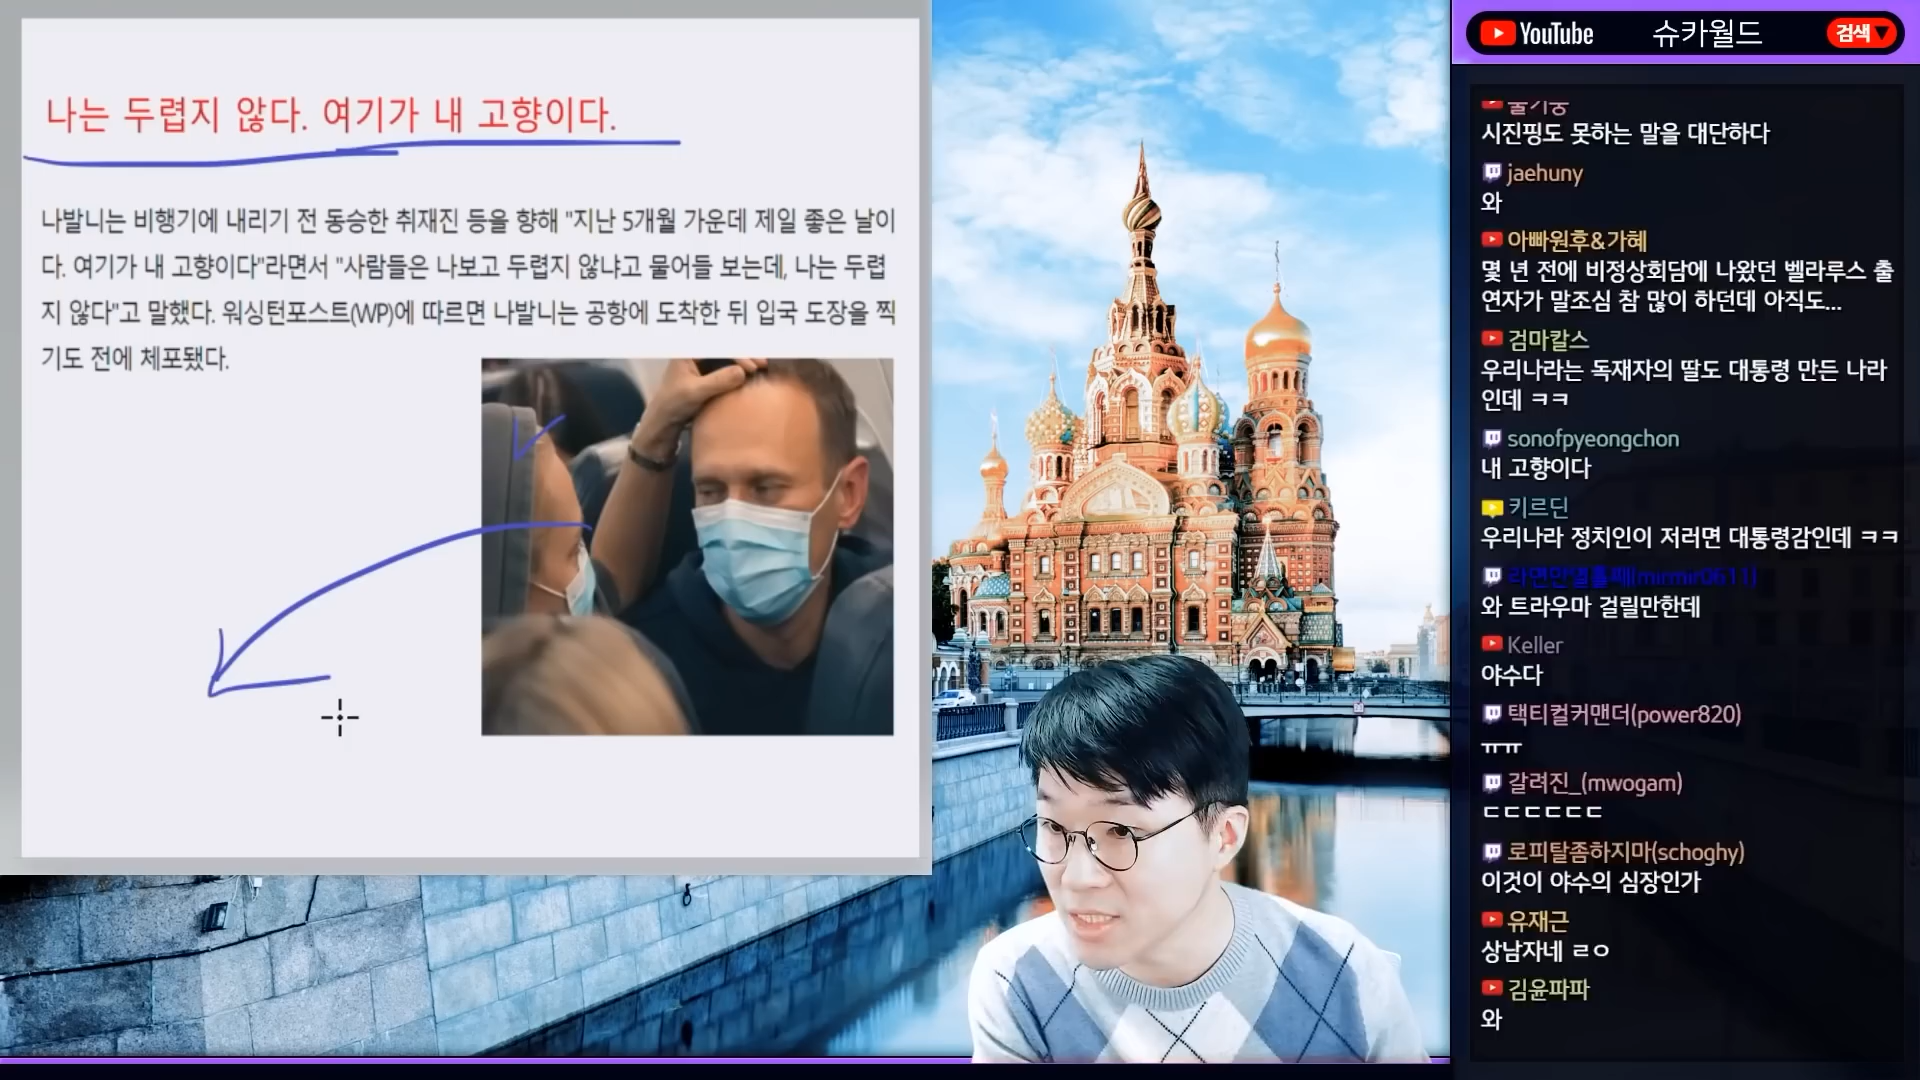 나는 두렵지 않다. 여기가 내 고향이다.
나발니는 비행기에 내리기 전 동승한 취재진 등을 향해 "지난 5개월 가운데 제일 좋은 날이
다. 여기가 내 고향이다"라면서 "사람들은 나보고 두렵지 않냐고 물어들 보는데, 나는 두렵
지 않다"고 말했다. 워싱턴포스트(WP)에 따르면 나발니는 공항에 도착한 뒤 입국 도장을 찍
기도 전에 체포됐다.
YouTube 슈카월드 검색▼
시진핑도 못하는 말을 대단하다
jaehuny
와
아빠원후&가혜
몇 년 전에 비정상회담에 나왔던 벨라루스 출
연자가 말조심 참 많이 하던데 아직도...
검마칼스
우리나라는 독재자의 딸도 대통령 만든 나라
인데 ㅋㅋ
sonofpyeongchon
내 고향이다
키르딘
우리나라 정치인이 저러면 대통령감인데 ㅋㅋ
(mirmir0611)
와 트라우마 걸릴만한데
Keller
야수다
택티컬커맨더(power820)
ㅠㅠ
갈려진_(mwogam)
ㄷㄷㄷㄷㄷㄷ
로피탈좀하지마(schoghy)
이것이 야수의 심장인가
유재근
상남자네 ㄹㅇ
김윤파파
와